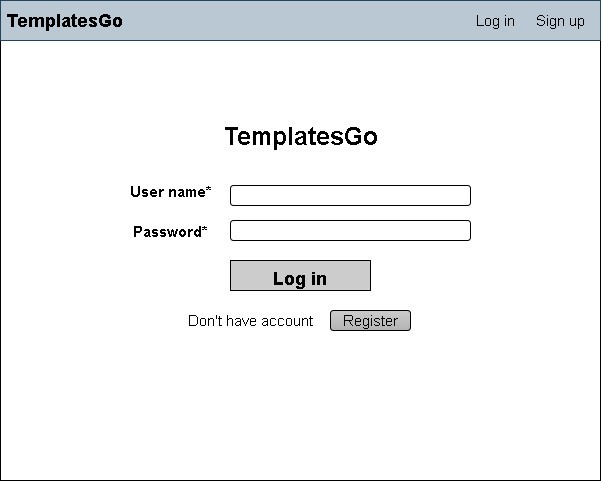 TemplatesGo Log in Sign up
TemplatesGo
User name*
Password*
Log in
Don't have account Register